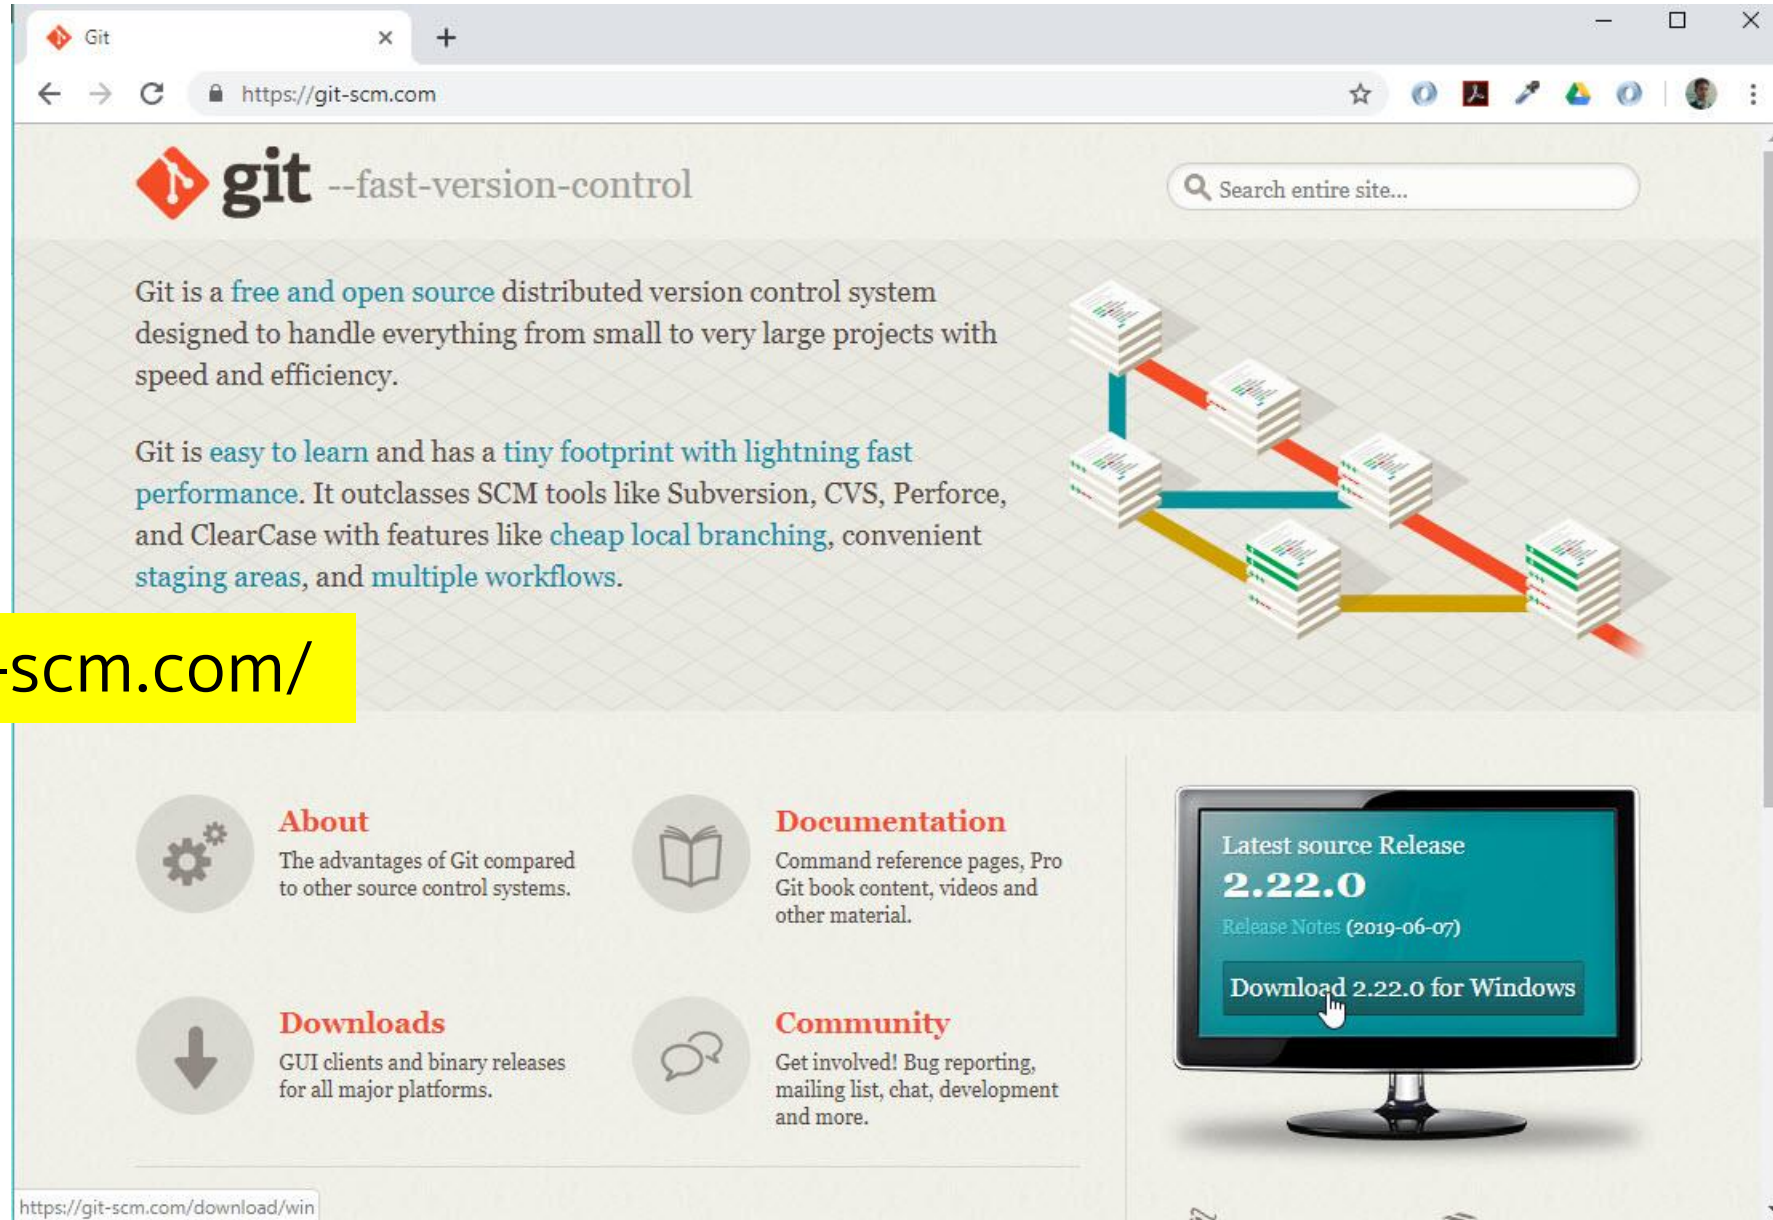 Git
https://git-scm.com
git --fast-version-control
Search entire site...
Git is a free and open source distributed version control system
designed to handle everything from small to very large projects with
speed and efficiency.
Git is easy to learn and has a tiny footprint with lightning fast
performance. It outclasses SCM tools like Subversion, CVS, Perforce,
and ClearCase with features like cheap local branching, convenient
staging areas, and multiple workflows.
-scm.com/
About
The advantages of Git compared
to other source control systems.
Documentation
Command reference pages, Pro
Git book content, videos and
other material.
Latest source Release
2.22.0
Release Notes (2019-06-07)
Download 2.22.0 for Windows
Downloads
GUI clients and binary releases
for all major platforms.
Community
Get involved! Bug reporting,
mailing list, chat, development
and more.
https://git-scm.com/download/win